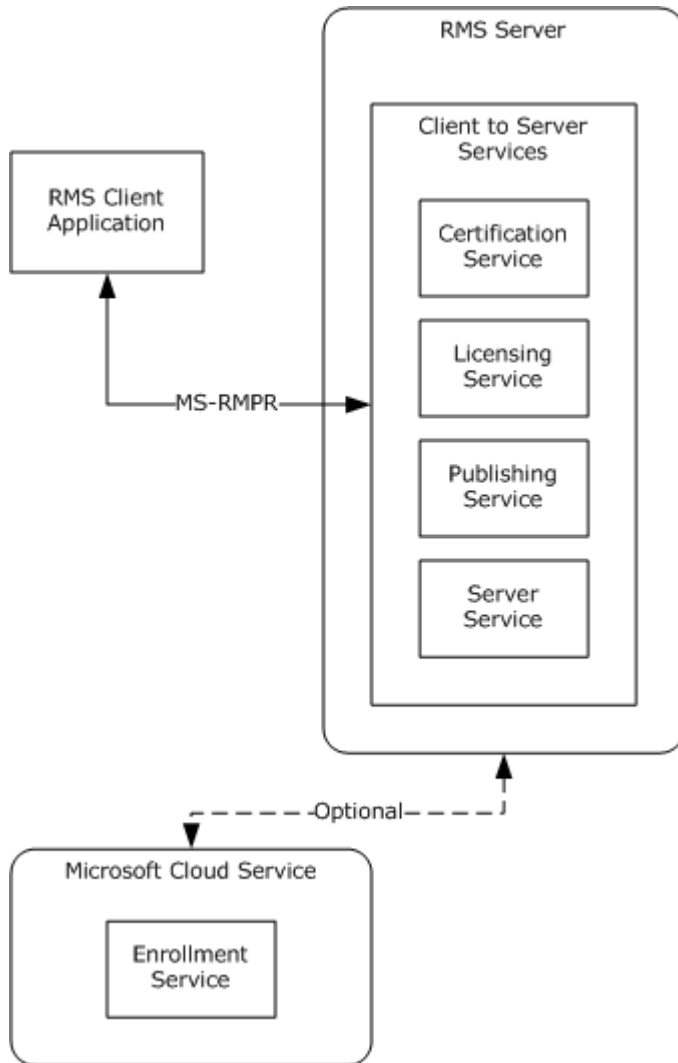 RMS Server
Client to Server
Services
RMS Client
Application
Certification
Service
Licensing
Service
MS-RMPR
Publishing
Service
Server
Service
Optional
Microsoft Cloud Service
Enrollment
Service